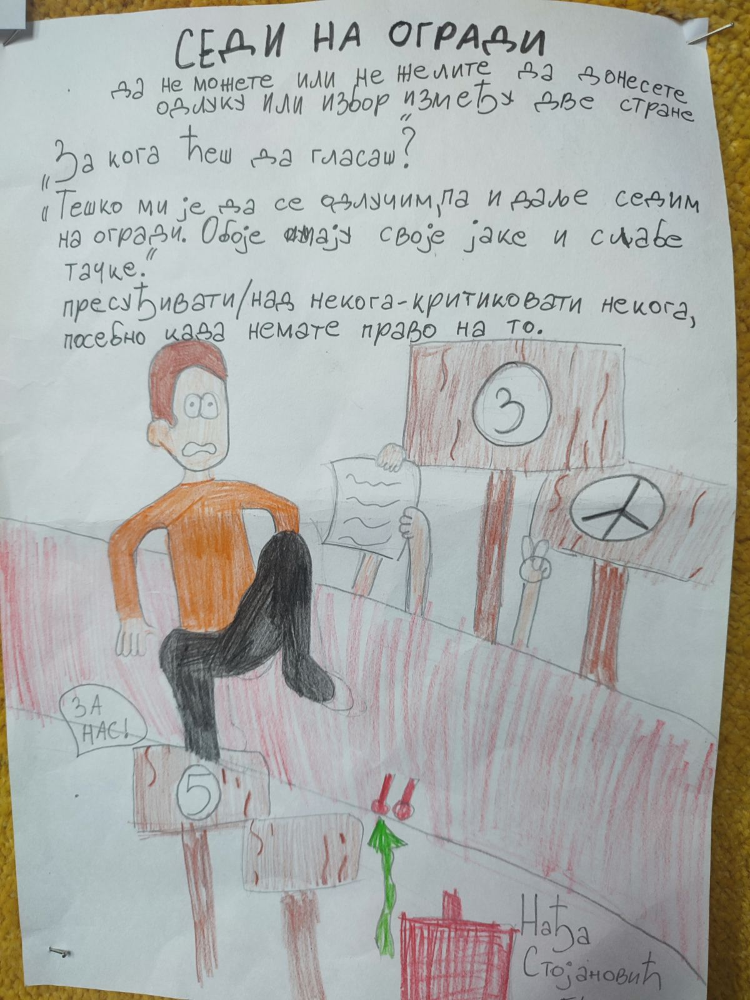 СЕДИ НА ОГРАДИ
да не можете или не желите да донесете
одлуку или избор између две стране
„За кога ћеш да гласаш?“
„Тешко ми је да се одлучим, па и даље седим
на огради. Обоје имају своје јаке и слабе
тачке.“
пресуђивати/над некога-критиковати некога,
посебно када немате право на то.
3
ЗА
НАС!
5
!!
Нађа
Стојановић